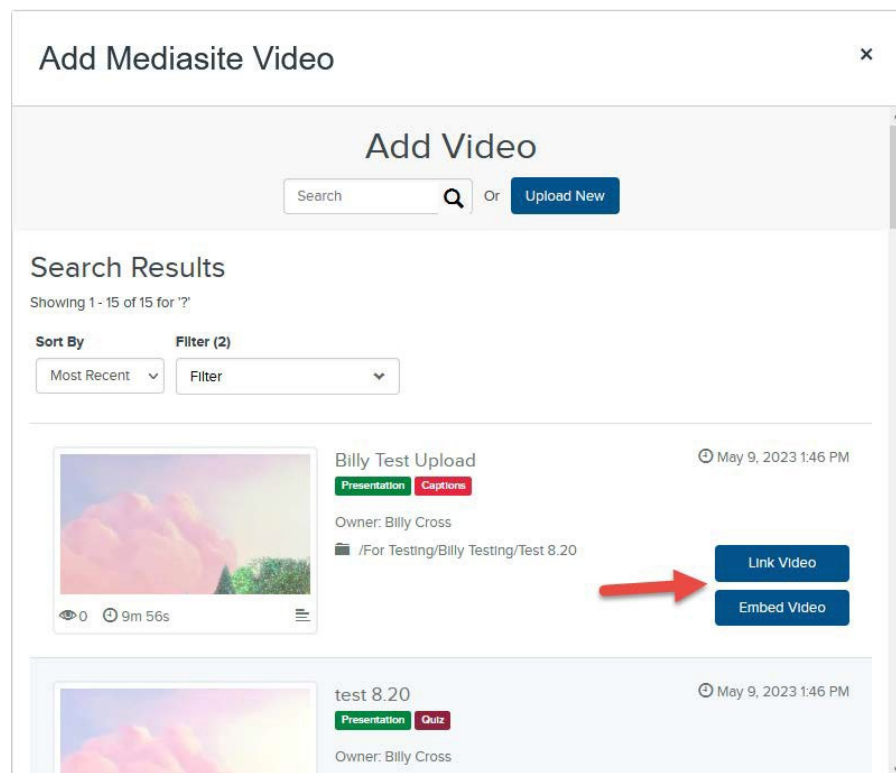 Add Mediasite Video ×
Add Video
Search Or Upload New
Search Results
Showing 1 - 15 of 15 for '?'
Sort By Filter (2)
Most Recent Filter
Billy Test Upload May 9, 2023 1:46 PM
Presentation Captions
Owner: Billy Cross
/For Testing/Billy Testing/Test 8.20
Link Video
Embed Video
0 9m 56s
test 8.20 May 9, 2023 1:46 PM
Presentation Quiz
Owner: Billy Cross